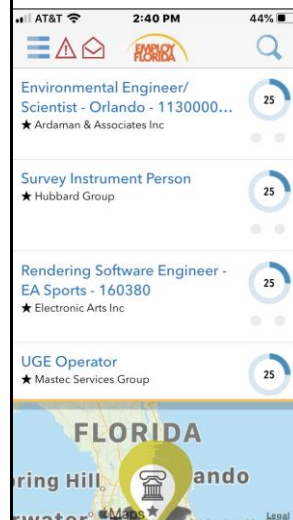 AT&T 2:40 PM 44%
EMPLOY
FLORIDA
Environmental Engineer/
Scientist - Orlando - 1130000...
★ Ardaman & Associates Inc
25
Survey Instrument Person
★ Hubbard Group
25
Rendering Software Engineer -
EA Sports - 160380
★ Electronic Arts Inc
25
UGE Operator
★ Mastec Services Group
25
FLORIDA
ring Hill
ando
rwater
Maps
Legal